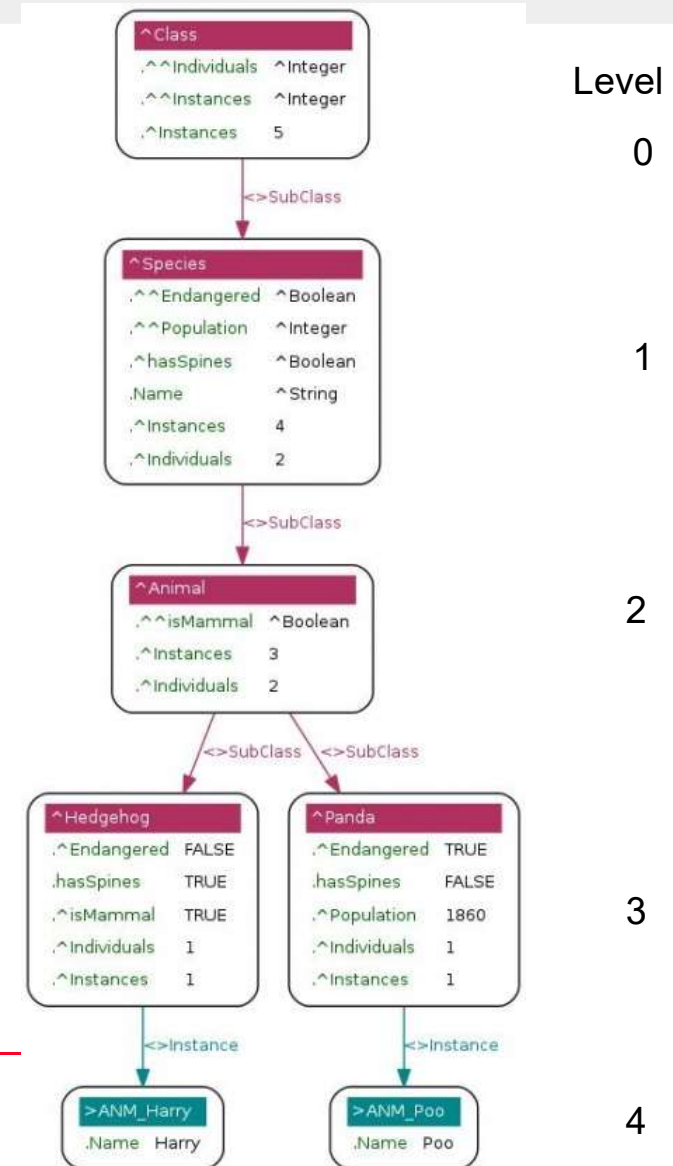 ^Class
.^^Individuals ^Integer
.^^Instances ^Integer
.^Instances 5
Level
0
<>SubClass
^Species
.^^Endangered ^Boolean
.^^Population ^Integer
.^hasSpines ^Boolean
.Name ^String
.^Instances 4
.^Individuals 2
1
<>SubClass
^Animal
.^^isMammal ^Boolean
.^Instances 3
.^Individuals 2
2
<>SubClass <>SubClass
^Hedgehog
.^Endangered FALSE
.hasSpines TRUE
.^isMammal TRUE
.^Individuals 1
.^Instances 1
^Panda
.^Endangered TRUE
.hasSpines FALSE
.^Population 1860
.^Individuals 1
.^Instances 1
3
<>Instance <>Instance
>ANM_Harry
.Name Harry
>ANM_Poo
.Name Poo
4